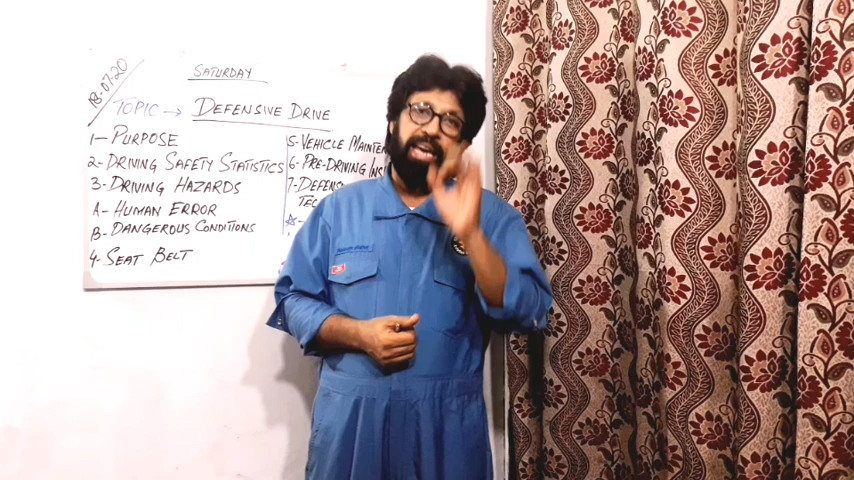 18-07-20
SATURDAY
TOPIC → DEFENSIVE DRIVE
1- PURPOSE
2- DRIVING SAFETY STATISTICS
3- DRIVING HAZARDS
A- HUMAN ERROR
B- DANGEROUS CONDITIONS
4- SEAT BELT
5- VEHICLE MAINTEN
6- PRE-DRIVING INS
7- DEFENS
TEC